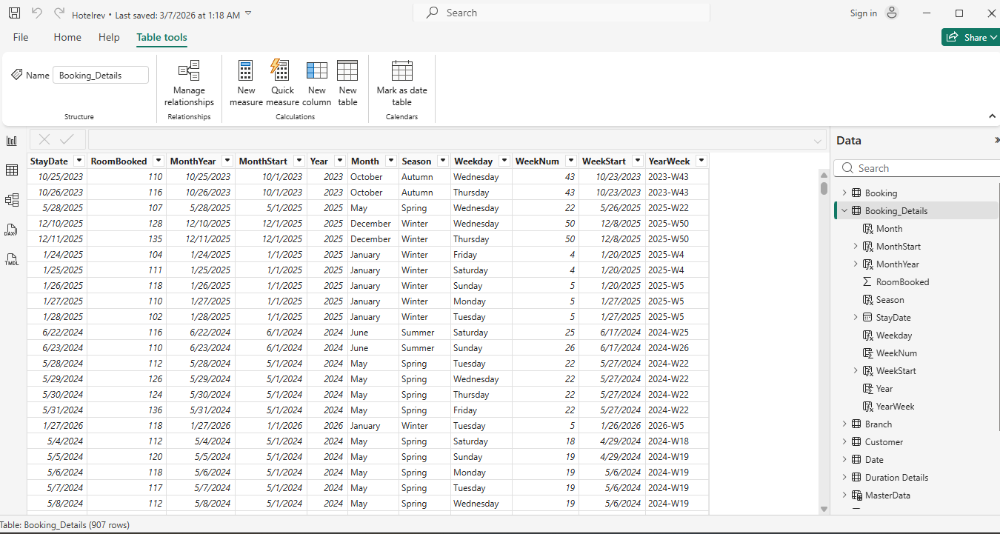 Hotelrev • Last saved: 3/7/2026 at 1:18 AM
Search
Sign in
File Home Help Table tools
Share
Name Booking_Details
Manage relationships
New measure
Quick measure
New column
New table
Mark as date table
Structure Relationships Calculations Calendars
StayDate RoomBooked MonthYear MonthStart Year Month Season Weekday WeekNum WeekStart YearWeek
10/25/2023 110 10/25/2023 10/1/2023 2023 October Autumn Wednesday 43 10/23/2023 2023-W43
10/26/2023 116 10/26/2023 10/1/2023 2023 October Autumn Thursday 43 10/23/2023 2023-W43
5/28/2025 107 5/28/2025 5/1/2025 2025 May Spring Wednesday 22 5/26/2025 2025-W22
12/10/2025 128 12/10/2025 12/1/2025 2025 December Winter Wednesday 50 12/8/2025 2025-W50
12/11/2025 135 12/11/2025 12/1/2025 2025 December Winter Thursday 50 12/8/2025 2025-W50
1/24/2025 104 1/24/2025 1/1/2025 2025 January Winter Friday 4 1/20/2025 2025-W4
1/25/2025 111 1/25/2025 1/1/2025 2025 January Winter Saturday 4 1/20/2025 2025-W4
1/26/2025 118 1/26/2025 1/1/2025 2025 January Winter Sunday 5 1/20/2025 2025-W5
1/27/2025 110 1/27/2025 1/1/2025 2025 January Winter Monday 5 1/27/2025 2025-W5
1/28/2025 102 1/28/2025 1/1/2025 2025 January Winter Tuesday 5 1/27/2025 2025-W5
6/22/2024 116 6/22/2024 6/1/2024 2024 June Summer Saturday 25 6/17/2024 2024-W25
6/23/2024 110 6/23/2024 6/1/2024 2024 June Summer Sunday 26 6/17/2024 2024-W26
5/28/2024 112 5/28/2024 5/1/2024 2024 May Spring Tuesday 22 5/27/2024 2024-W22
5/29/2024 126 5/29/2024 5/1/2024 2024 May Spring Wednesday 22 5/27/2024 2024-W22
5/30/2024 124 5/30/2024 5/1/2024 2024 May Spring Thursday 22 5/27/2024 2024-W22
5/31/2024 136 5/31/2024 5/1/2024 2024 May Spring Friday 22 5/27/2024 2024-W22
1/27/2026 118 1/27/2026 1/1/2026 2026 January Winter Tuesday 5 1/26/2026 2026-W5
5/4/2024 112 5/4/2024 5/1/2024 2024 May Spring Saturday 18 4/29/2024 2024-W18
5/5/2024 120 5/5/2024 5/1/2024 2024 May Spring Sunday 19 4/29/2024 2024-W19
5/6/2024 118 5/6/2024 5/1/2024 2024 May Spring Monday 19 5/6/2024 2024-W19
5/7/2024 117 5/7/2024 5/1/2024 2024 May Spring Tuesday 19 5/6/2024 2024-W19
5/8/2024 112 5/8/2024 5/1/2024 2024 May Spring Wednesday 19 5/6/2024 2024-W19
DAX
TMDL
Data
Search
Booking
Booking_Details
Month
MonthStart
MonthYear
RoomBooked
Season
StayDate
Weekday
WeekNum
WeekStart
Year
YearWeek
Branch
Customer
Date
Duration Details
MasterData
Table: Booking_Details (907 rows)